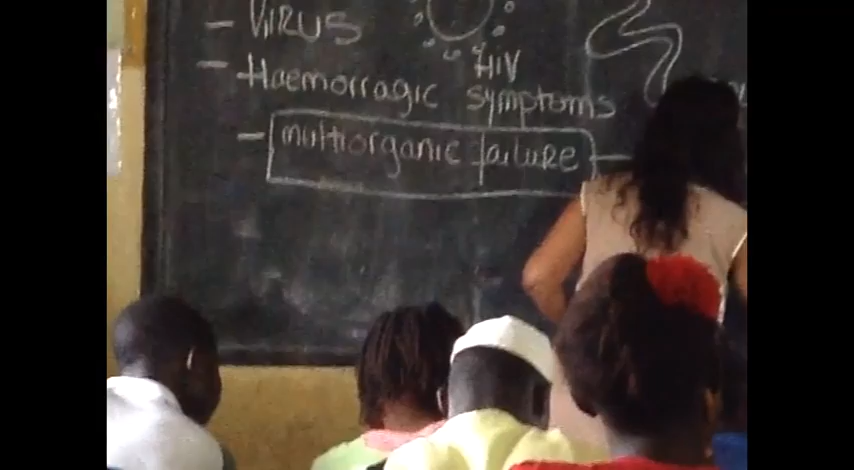 - VIRUS
HIV
- Haemorragic symptoms
- multiorganic failure -